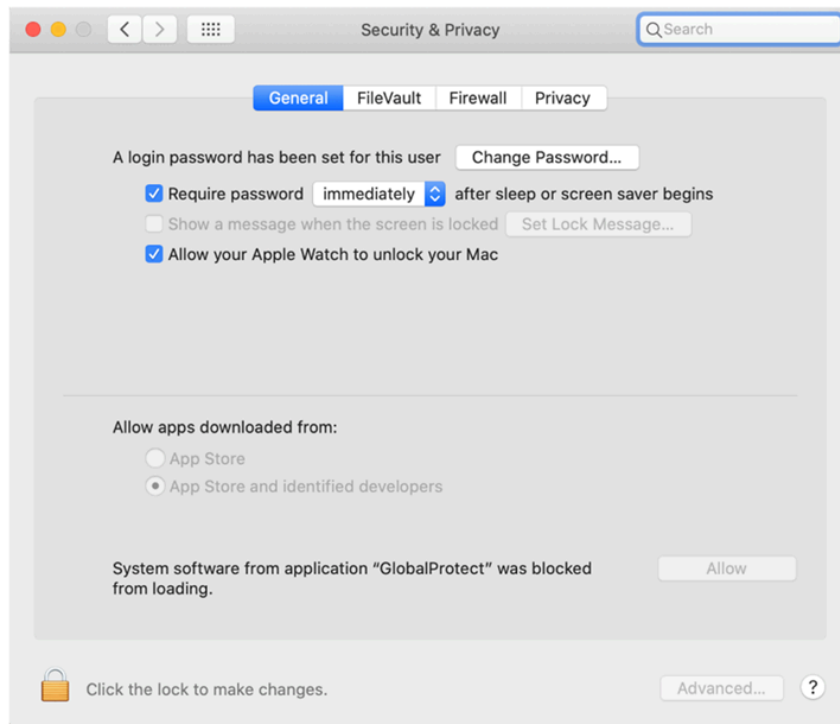 Security & Privacy
Search
General FileVault Firewall Privacy
A login password has been set for this user Change Password...
Require password immediately after sleep or screen saver begins
Show a message when the screen is locked Set Lock Message...
Allow your Apple Watch to unlock your Mac
Allow apps downloaded from:
App Store
App Store and identified developers
System software from application “GlobalProtect” was blocked Allow
from loading.
Click the lock to make changes. Advanced... ?